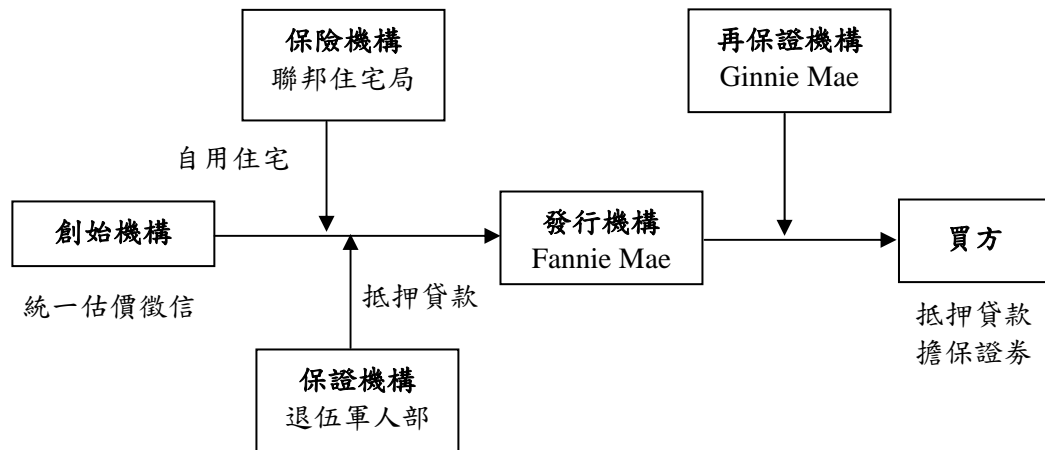 保險機構
聯邦住宅局
再保證機構
Ginnie Mae
自用住宅
創始機構
發行機構
Fannie Mae
買方
統一估價徵信
抵押貸款
抵押貸款
擔保證券
保證機構
退伍軍人部